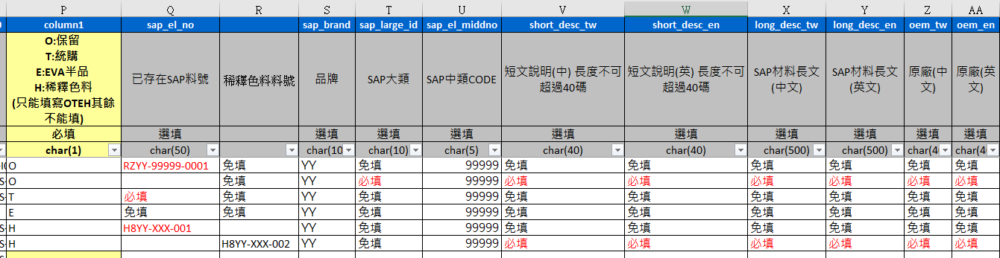 P Q R S T U V W X Y Z AA
column1 sap_el_no sap_brand sap_large_id sap_el_middno short_desc_tw short_desc_en long_desc_tw long_desc_en oem_tw oem_en
O:保留
T:統購
E:EVA半品
H:稀釋色料
(只能填寫OTEH其餘
不能填)
已存在SAP料號
稀釋色料料號
品牌
SAP大類
SAP中類CODE
短文說明(中) 長度不可
超過40碼
短文說明(英) 長度不可
超過40碼
SAP材料長文
(中文)
SAP材料長文
(英文)
原廠(中
文)
原廠(英
文)
必填 選填 選填 選填 選填 選填 選填 選填 選填 選填 選填
char(1) char(50) char(10 char(10) char(5) char(40) char(40) char(500) char(500) char(4 char(4
O RZYY-99999-0001 免填 YY 免填 99999 免填 免填 免填 免填 免填 免填
O 免填 YY 必填 99999 必填 必填 必填 必填 必填 必填
T 必填 免填 YY 免填 99999 免填 免填 免填 免填 免填 免填
E 免填 免填 YY 免填 99999 免填 免填 免填 免填 免填 免填
H H8YY-XXX-001 YY 免填 99999 免填 免填 免填 免填 免填 免填
H H8YY-XXX-002 YY 免填 99999 必填 必填 必填 必填 必填 必填